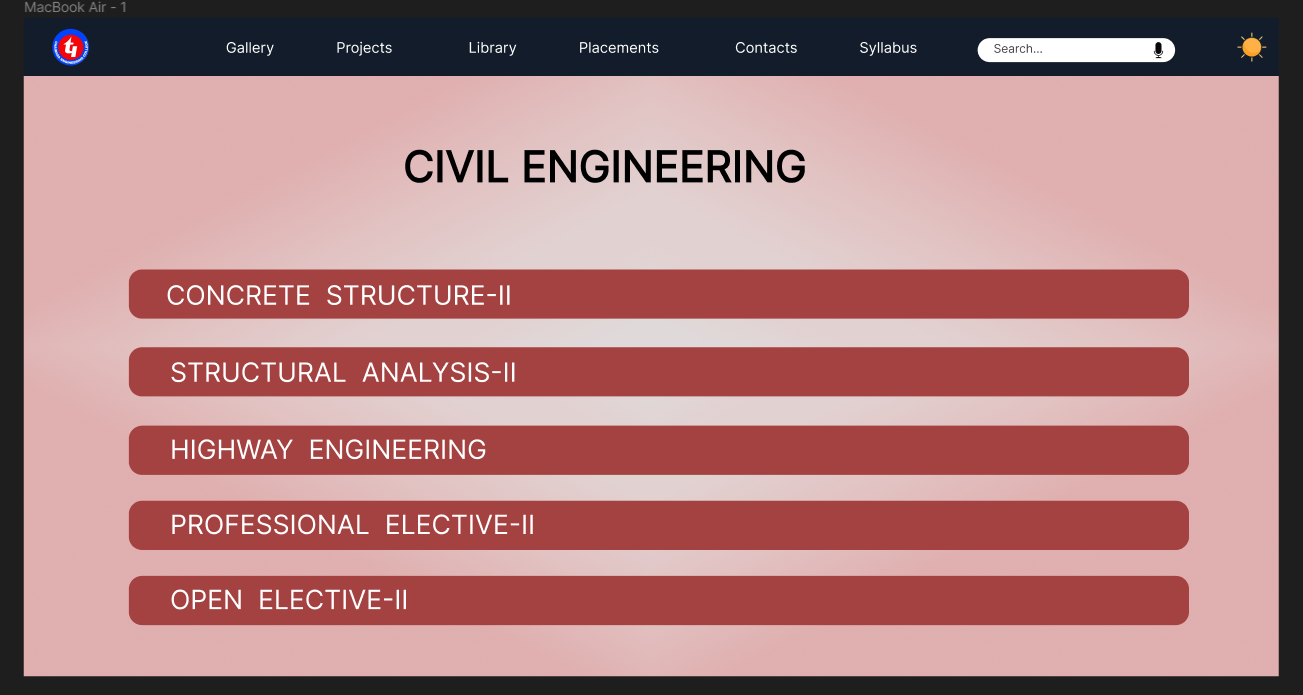 MacBook Air - 1
Gallery Projects Library Placements Contacts Syllabus Search...
CIVIL ENGINEERING
CONCRETE STRUCTURE-II
STRUCTURAL ANALYSIS-II
HIGHWAY ENGINEERING
PROFESSIONAL ELECTIVE-II
OPEN ELECTIVE-II